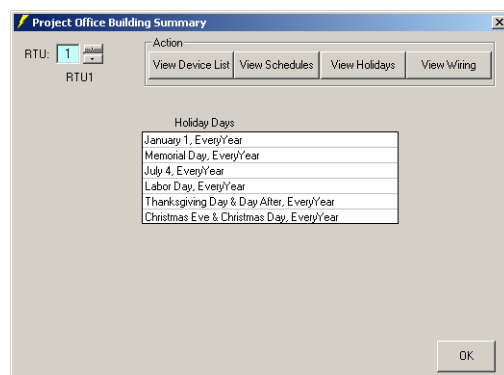 Project Office Building Summary
Action
RTU: 1
RTU1
View Device List View Schedules View Holidays View Wiring
Holiday Days
January 1, EveryYear
Memorial Day, EveryYear
July 4, EveryYear
Labor Day, EveryYear
Thanksgiving Day & Day After, EveryYear
Christmas Eve & Christmas Day, EveryYear
OK